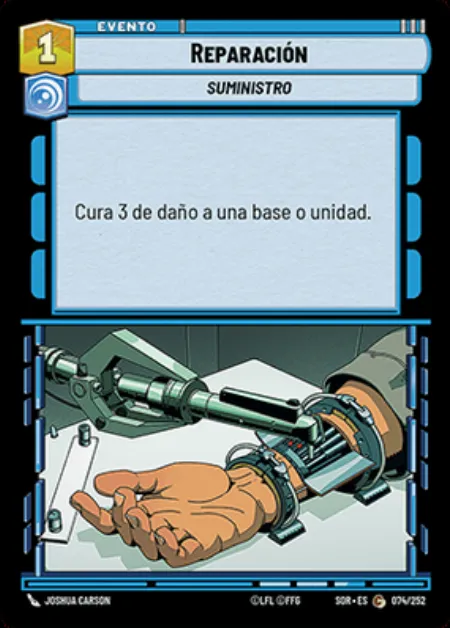 EVENTO
1
REPARACIÓN
SUMINISTRO
Cura 3 de daño a una base o unidad.
JOSHUA CARSON
©LFL ©FFG
SOR • ES
C
074/252